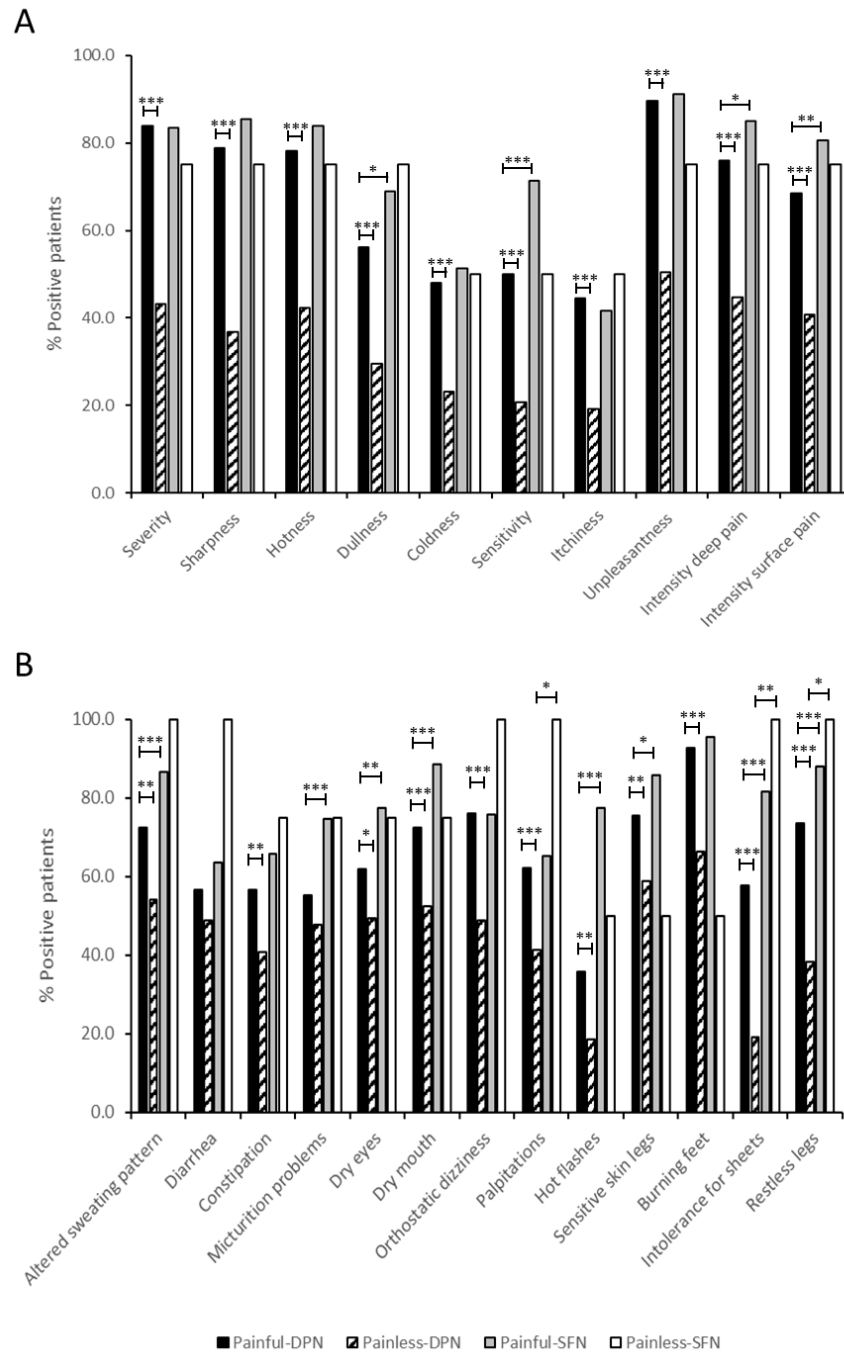 A
100.0
80.0
60.0
40.0
20.0
0.0
% Positive patients
*** *** *** *** * *** *** *** *** *** *** * *** ** ***
Severity
Sharpness
Hotness
Dullness
Coldness
Sensitivity
Itchiness
Unpleasantness
Intensity deep pain
Intensity surface pain
B
100.0
80.0
60.0
40.0
20.0
0.0
% Positive patients
*** ** ** *** ** * *** *** *** * *** *** ** * ** *** ** *** *** * *** ***
Altered sweating pattern
Diarrhea
Constipation
Micturition problems
Dry eyes
Dry mouth
Orthostatic dizziness
Palpitations
Hot flashes
Sensitive skin legs
Burning feet
Intolerance for sheets
Restless legs
Painful-DPN Painless-DPN Painful-SFN Painless-SFN